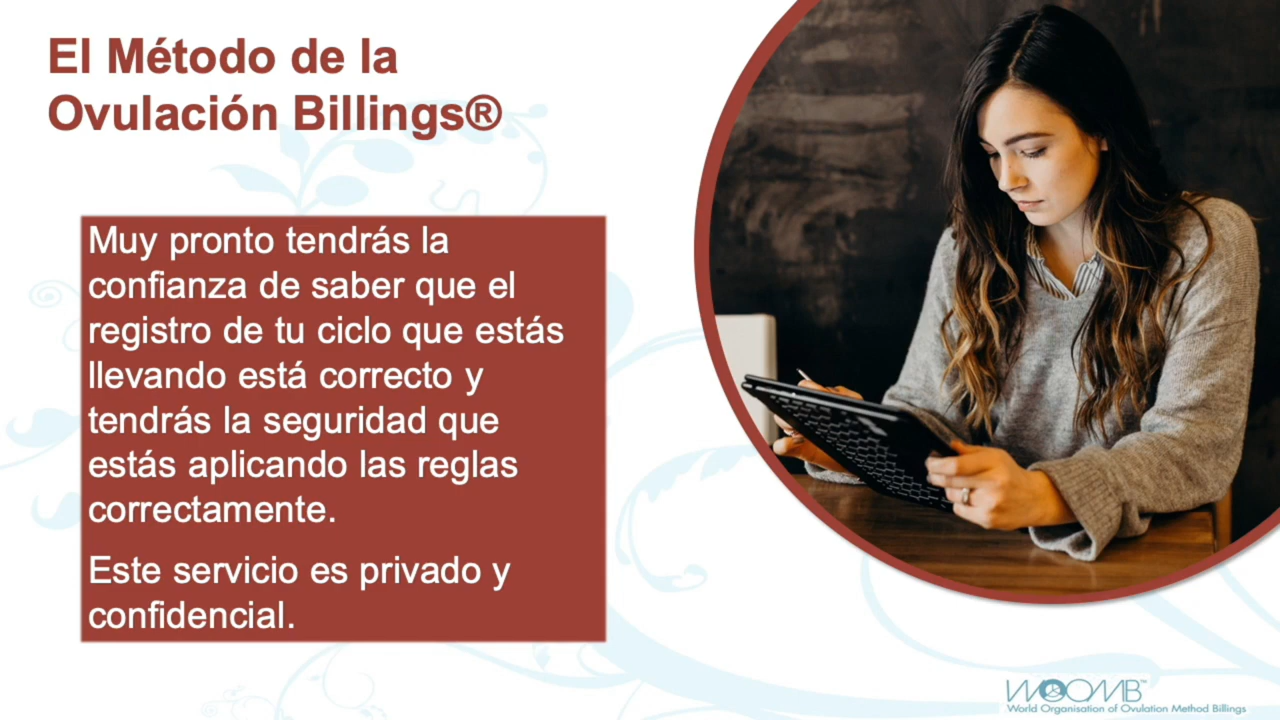 El Método de la
Ovulación Billings®
Muy pronto tendrás la
confianza de saber que el
registro de tu ciclo que estás
llevando está correcto y
tendrás la seguridad que
estás aplicando las reglas
correctamente.
Este servicio es privado y
confidencial.
WOOMB™
World Organisation of Ovulation Method Billings